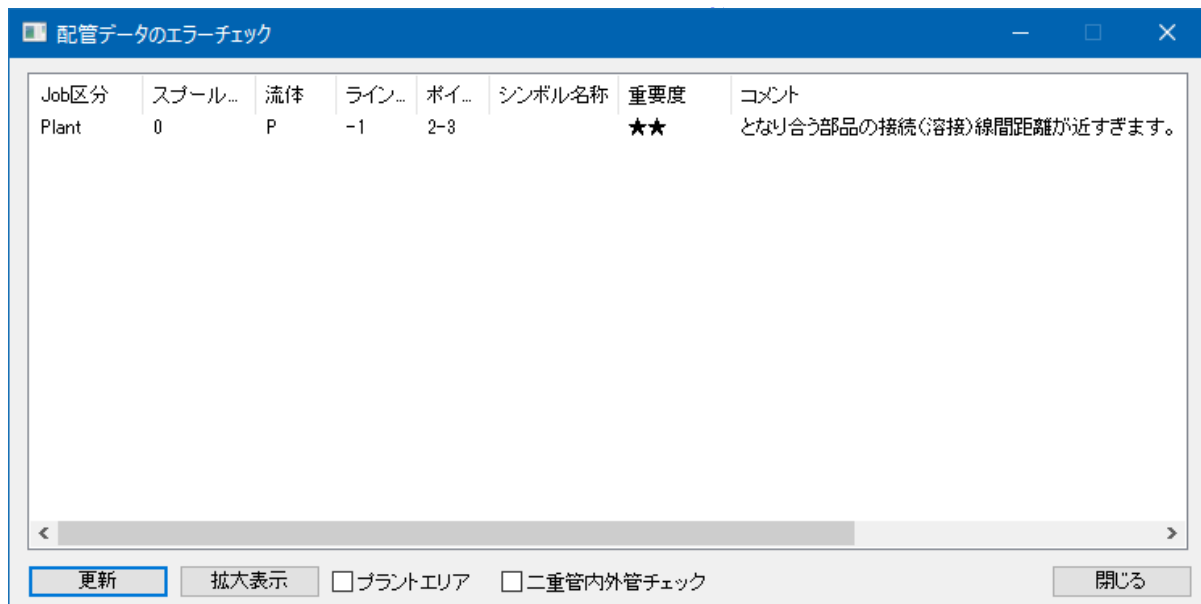 配管データのエラーチェック
Job区分 スプール... 流体 ライン... ポイ... シンボル名称 重要度 コメント
Plant 0 P -1 2-3 ★★ となり合う部品の接続(溶接)線間距離が近すぎます。
更新 拡大表示 プラントエリア 二重管内外管チェック 閉じる